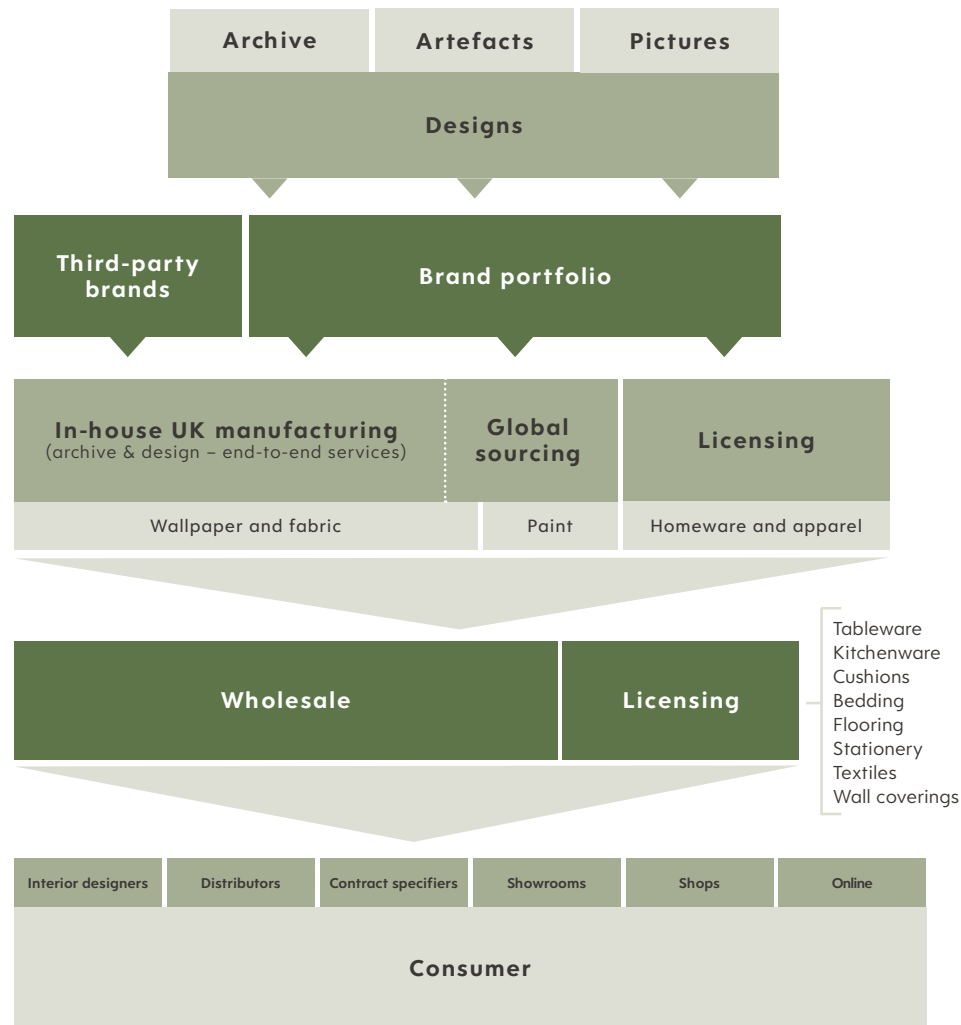 Archive
Artefacts
Pictures
Designs
Third-party
brands
Brand portfolio
In-house UK manufacturing
(archive & design – end-to-end services)
Global
sourcing
Licensing
Wallpaper and fabric
Paint
Homeware and apparel
Wholesale
Licensing
Tableware
Kitchenware
Cushions
Bedding
Flooring
Stationery
Textiles
Wall coverings
Interior designers
Distributors
Contract specifiers
Showrooms
Shops
Online
Consumer